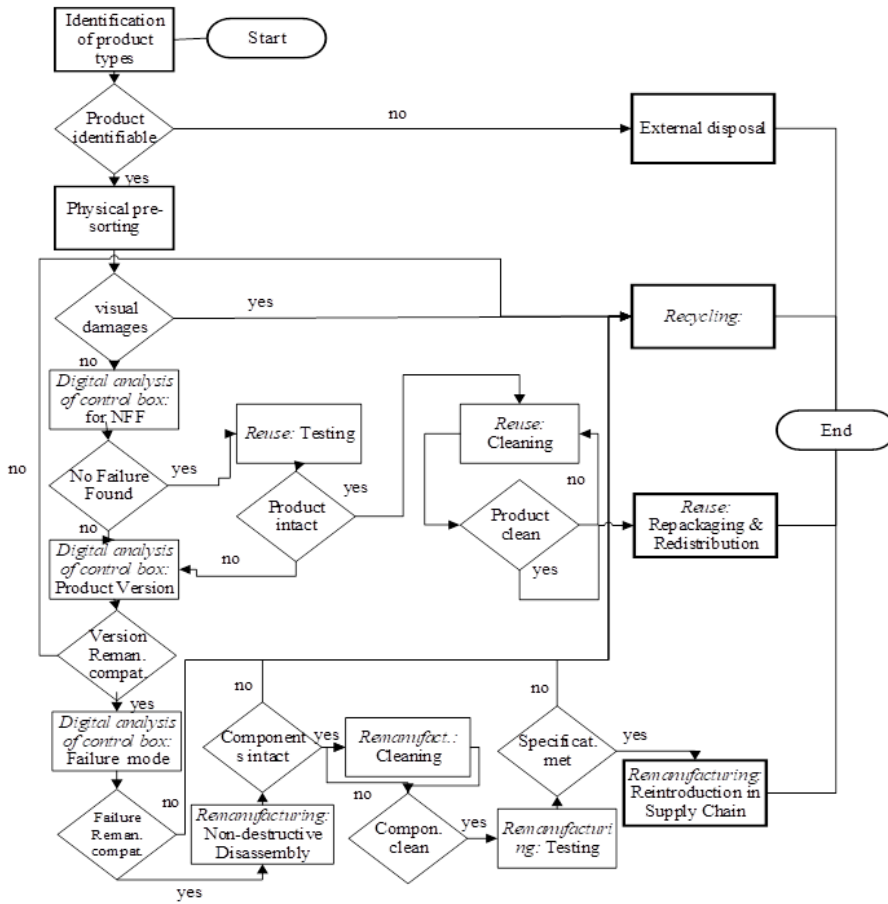 Identification
of product
types
Start
Product
identifiable
no
External disposal
yes
Physical pre-
sorting
visual
damages
yes
Recycling:
no
Digital analysis
of control box:
for NFF
Reuse: Testing
Reuse:
Cleaning
End
no
No Failure
Found
yes
Product
intact
yes
no
Product
clean
Reuse:
Repackaging &
Redistribution
no
Digital analysis
of control box:
Product Version
no
yes
Version
Reman.
compat.
yes
no
no
Digital analysis
of control box:
Failure mode
Component
s intact
yes
Remanufact.:
Cleaning
Specificat.
met
yes
no
no
Remanufacturing:
Reintroduction in
Supply Chain
Failure
Reman.
compat.
Remanufacturing:
Non-destructive
Disassembly
Compon.
clean
yes
Remanufacturi
ng: Testing
yes